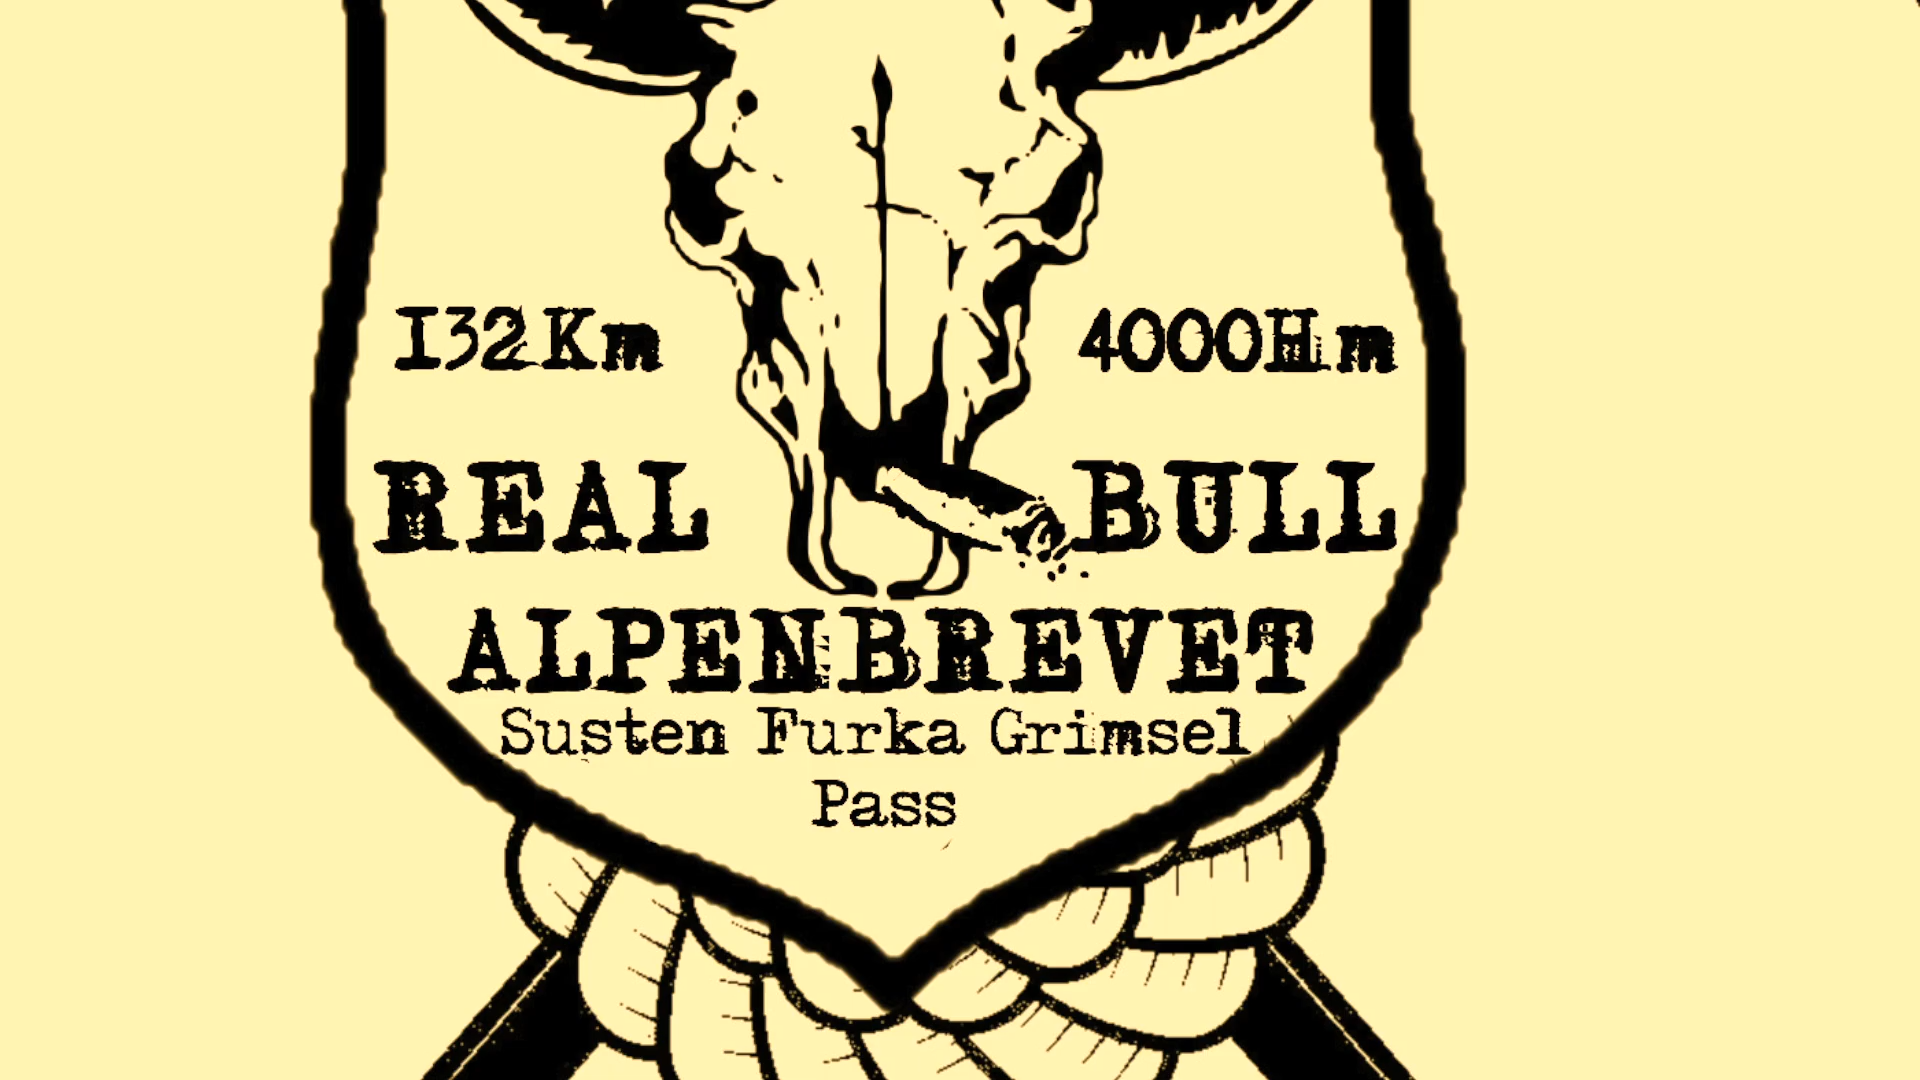 132Km 4000Hm
REAL BULL
ALPENBREVET
Susten Furka Grimsel
Pass